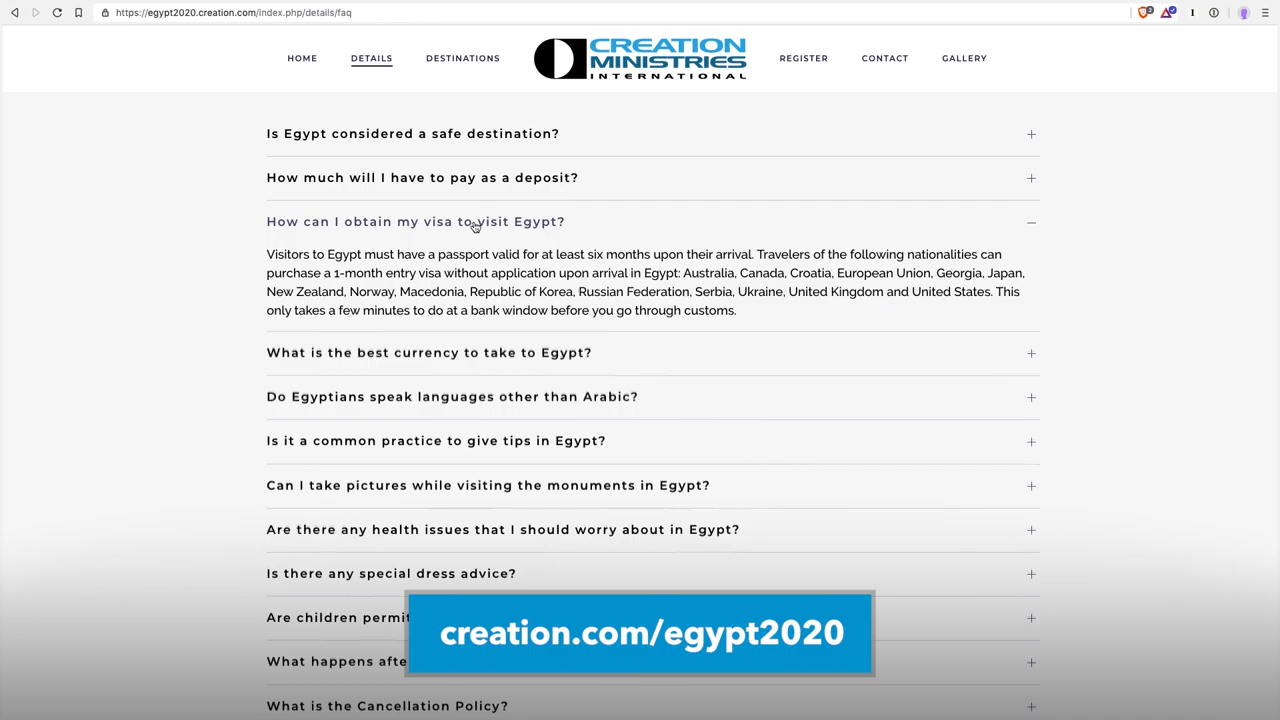 https://egypt2020.creation.com/index.php/details/faq
HOME
DETAILS
DESTINATIONS
CREATION
MINISTRIES
INTERNATIONAL
REGISTER
CONTACT
GALLERY
Is Egypt considered a safe destination?
How much will I have to pay as a deposit?
How can I obtain my visa to visit Egypt?
Visitors to Egypt must have a passport valid for at least six months upon their arrival. Travelers of the following nationalities can
purchase a 1-month entry visa without application upon arrival in Egypt: Australia, Canada, Croatia, European Union, Georgia, Japan,
New Zealand, Norway, Macedonia, Republic of Korea, Russian Federation, Serbia, Ukraine, United Kingdom and United States. This
only takes a few minutes to do at a bank window before you go through customs.
What is the best currency to take to Egypt?
Do Egyptians speak languages other than Arabic?
Is it a common practice to give tips in Egypt?
Can I take pictures while visiting the monuments in Egypt?
Are there any health issues that I should worry about in Egypt?
Is there any special dress advice?
Are children permit
What happens afte
What is the Cancellation Policy?
creation.com/egypt2020